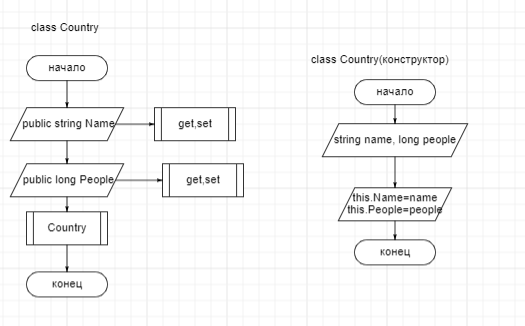 class Country
начало
public string Name
get,set
public long People
get,set
Country
конец
class Country(конструктор)
начало
string name, long people
this.Name=name
this.People=people
конец